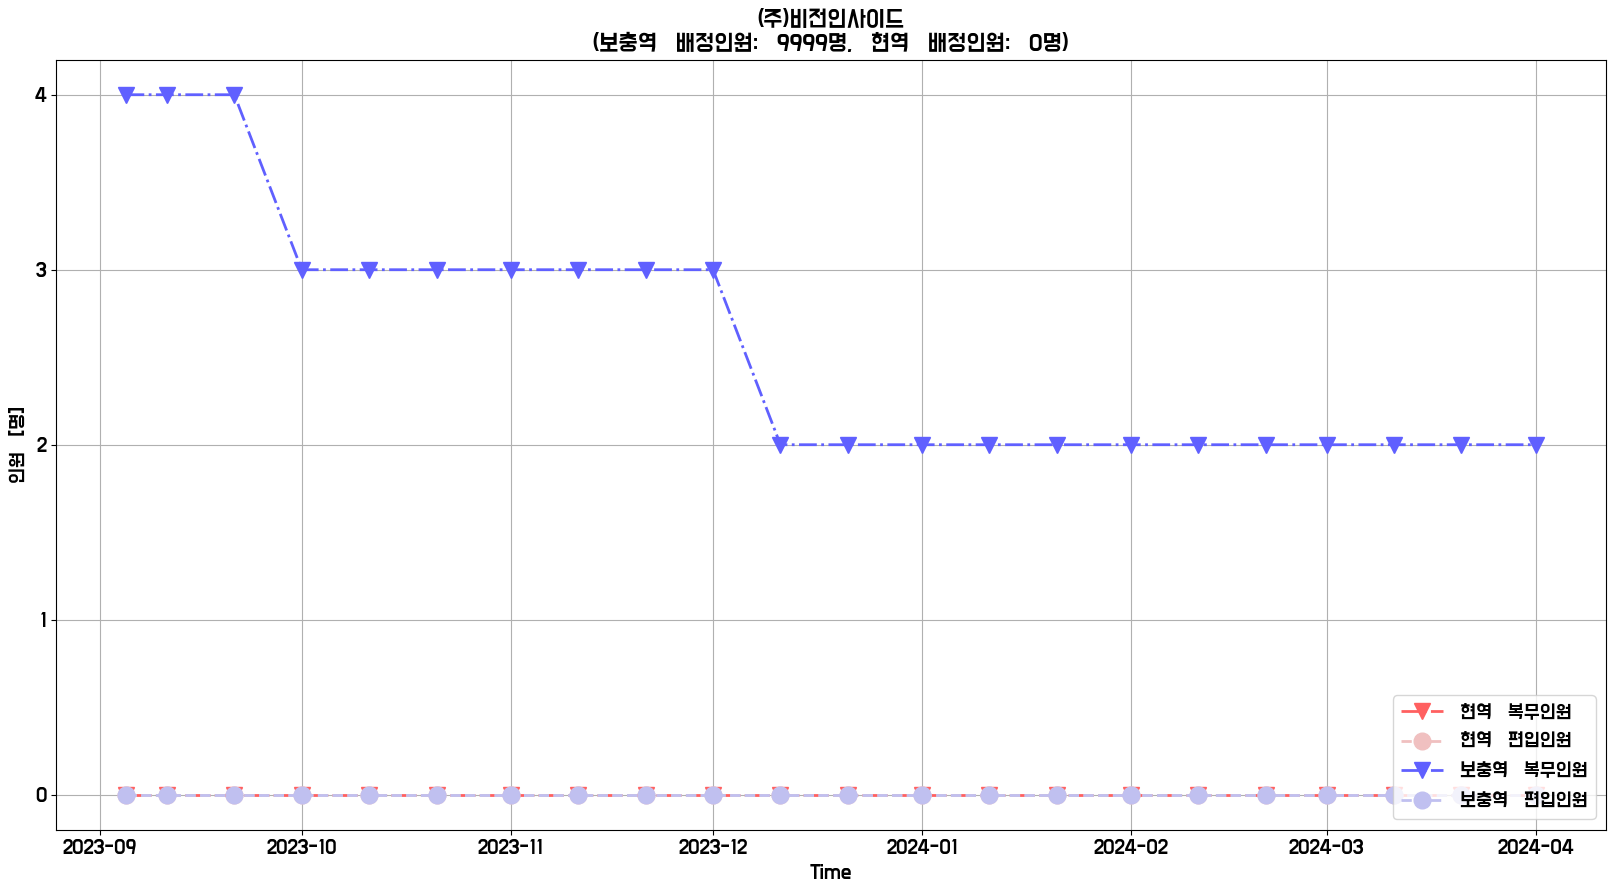 (주)비전인사이드
(보충역 배정인원: 9999명, 현역 배정인원: 0명)
인원 [명]
4
3
2
1
0
현역 복무인원
현역 편입인원
보충역 복무인원
보충역 편입인원
2023-09 2023-10 2023-11 2023-12 2024-01 2024-02 2024-03 2024-04
Time